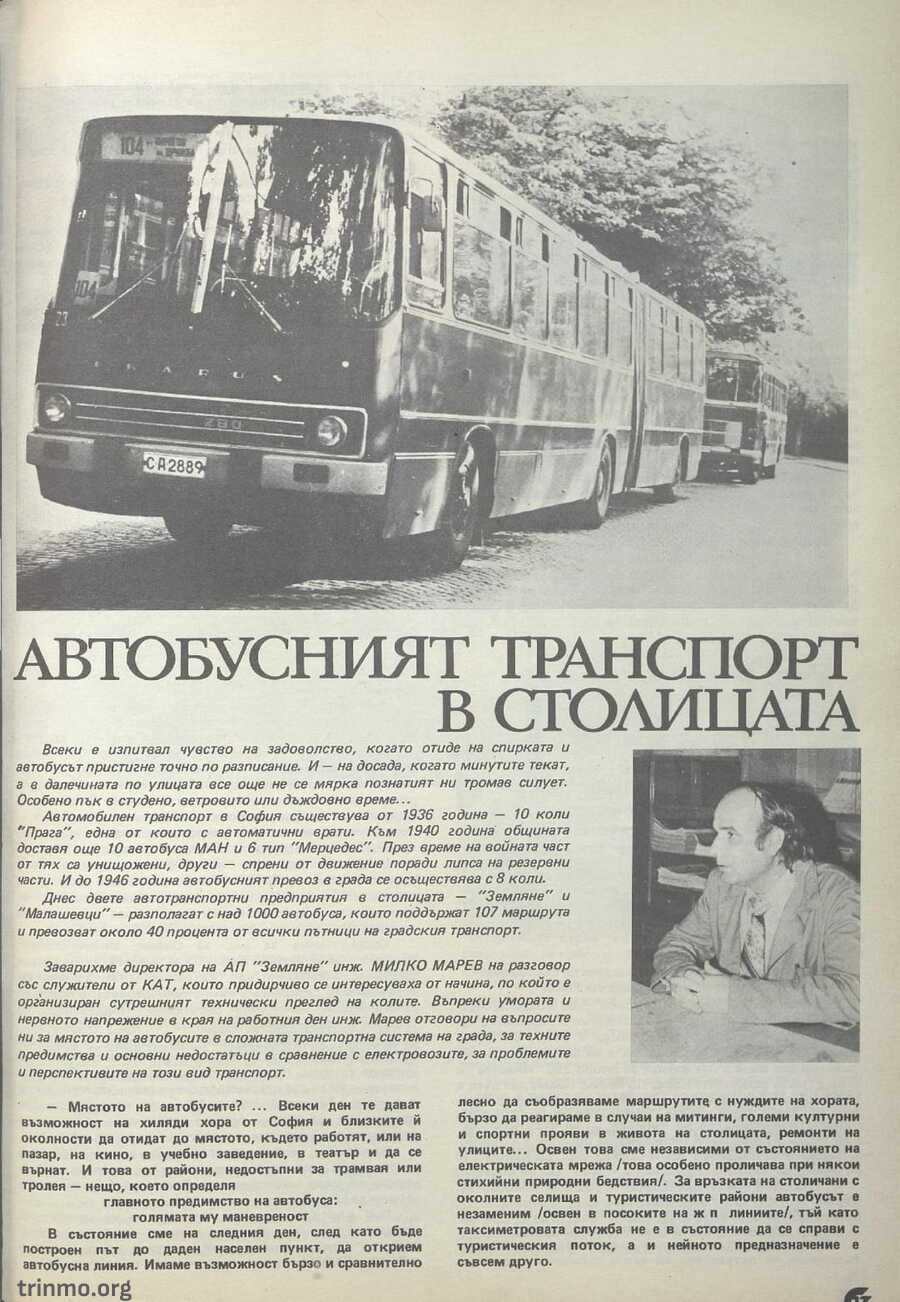 104
104
23
IKARUS
280
СА2889
АВТОБУСНИЯТ ТРАНСПОРТ
В СТОЛИЦАТА
Всеки е изпитвал чувство на задоволство, когато отиде на спирката и
автобусът пристигне точно по разписание. И — на досада, когато минутите текат,
а в далечината по улицата все още не се мярка познатият ни тромав силует.
Особено пък в студено, ветровито или дъждовно време...
Автомобилен транспорт в София съществува от 1936 година — 10 коли
"Прага", една от които с автоматични врати. Към 1940 година общината
доставя още 10 автобуса МАН и 6 тип "Мерцедес". През време на войната част
от тях са унищожени, други — спрени от движение поради липса на резервни
части. И до 1946 година автобусният превоз в града се осъществява с 8 коли.
Днес двете автотранспортни предприятия в столицата — "Земляне" и
"Малашевци" — разполагат с над 1000 автобуса, които поддържат 107 маршрута
и превозват около 40 процента от всички пътници на градския транспорт.
Заварихме директора на АП "Земляне" инж. МИЛКО МАРЕВ на разговор
със служители от КАТ, които придирчиво се интересуваха от начина, по който е
организиран сутрешният технически преглед на колите. Въпреки умората и
нервното напрежение в края на работния ден инж. Марев отговори на въпросите
ни за мястото на автобусите в сложната транспортна система на града, за техните
предимства и основни недостатъци в сравнение с електровозите, за проблемите
и перспективите на този вид транспорт.
— Мястото на автобусите? ... Всеки ден те дават
възможност на хиляди хора от София и близките ѝ
околности да отидат до мястото, където работят, или на
пазар, на кино, в учебно заведение, в театър и да се
върнат. И това от райони, недостъпни за трамвая или
тролея — нещо, което определя
главното предимство на автобуса:
голямата му маневреност
В състояние сме на следния ден, след като бъде
построен път до даден населен пункт, да открием
автобусна линия. Имаме възможност бързо и сравнително
лесно да съобразяваме маршрутите с нуждите на хората,
бързо да реагираме в случаи на митинги, големи културни
и спортни прояви в живота на столицата, ремонти на
улиците... Освен това сме независими от състоянието на
електрическата мрежа /това особено проличава при някои
стихийни природни бедствия/. За връзката на столичани с
околните селища и туристическите райони автобусът е
незаменим /освен в посоките на ж п линиите/, тъй като
таксиметровата служба не е в състояние да се справи с
туристическия поток, а и нейното предназначение е
съвсем друго.
trinmo.org